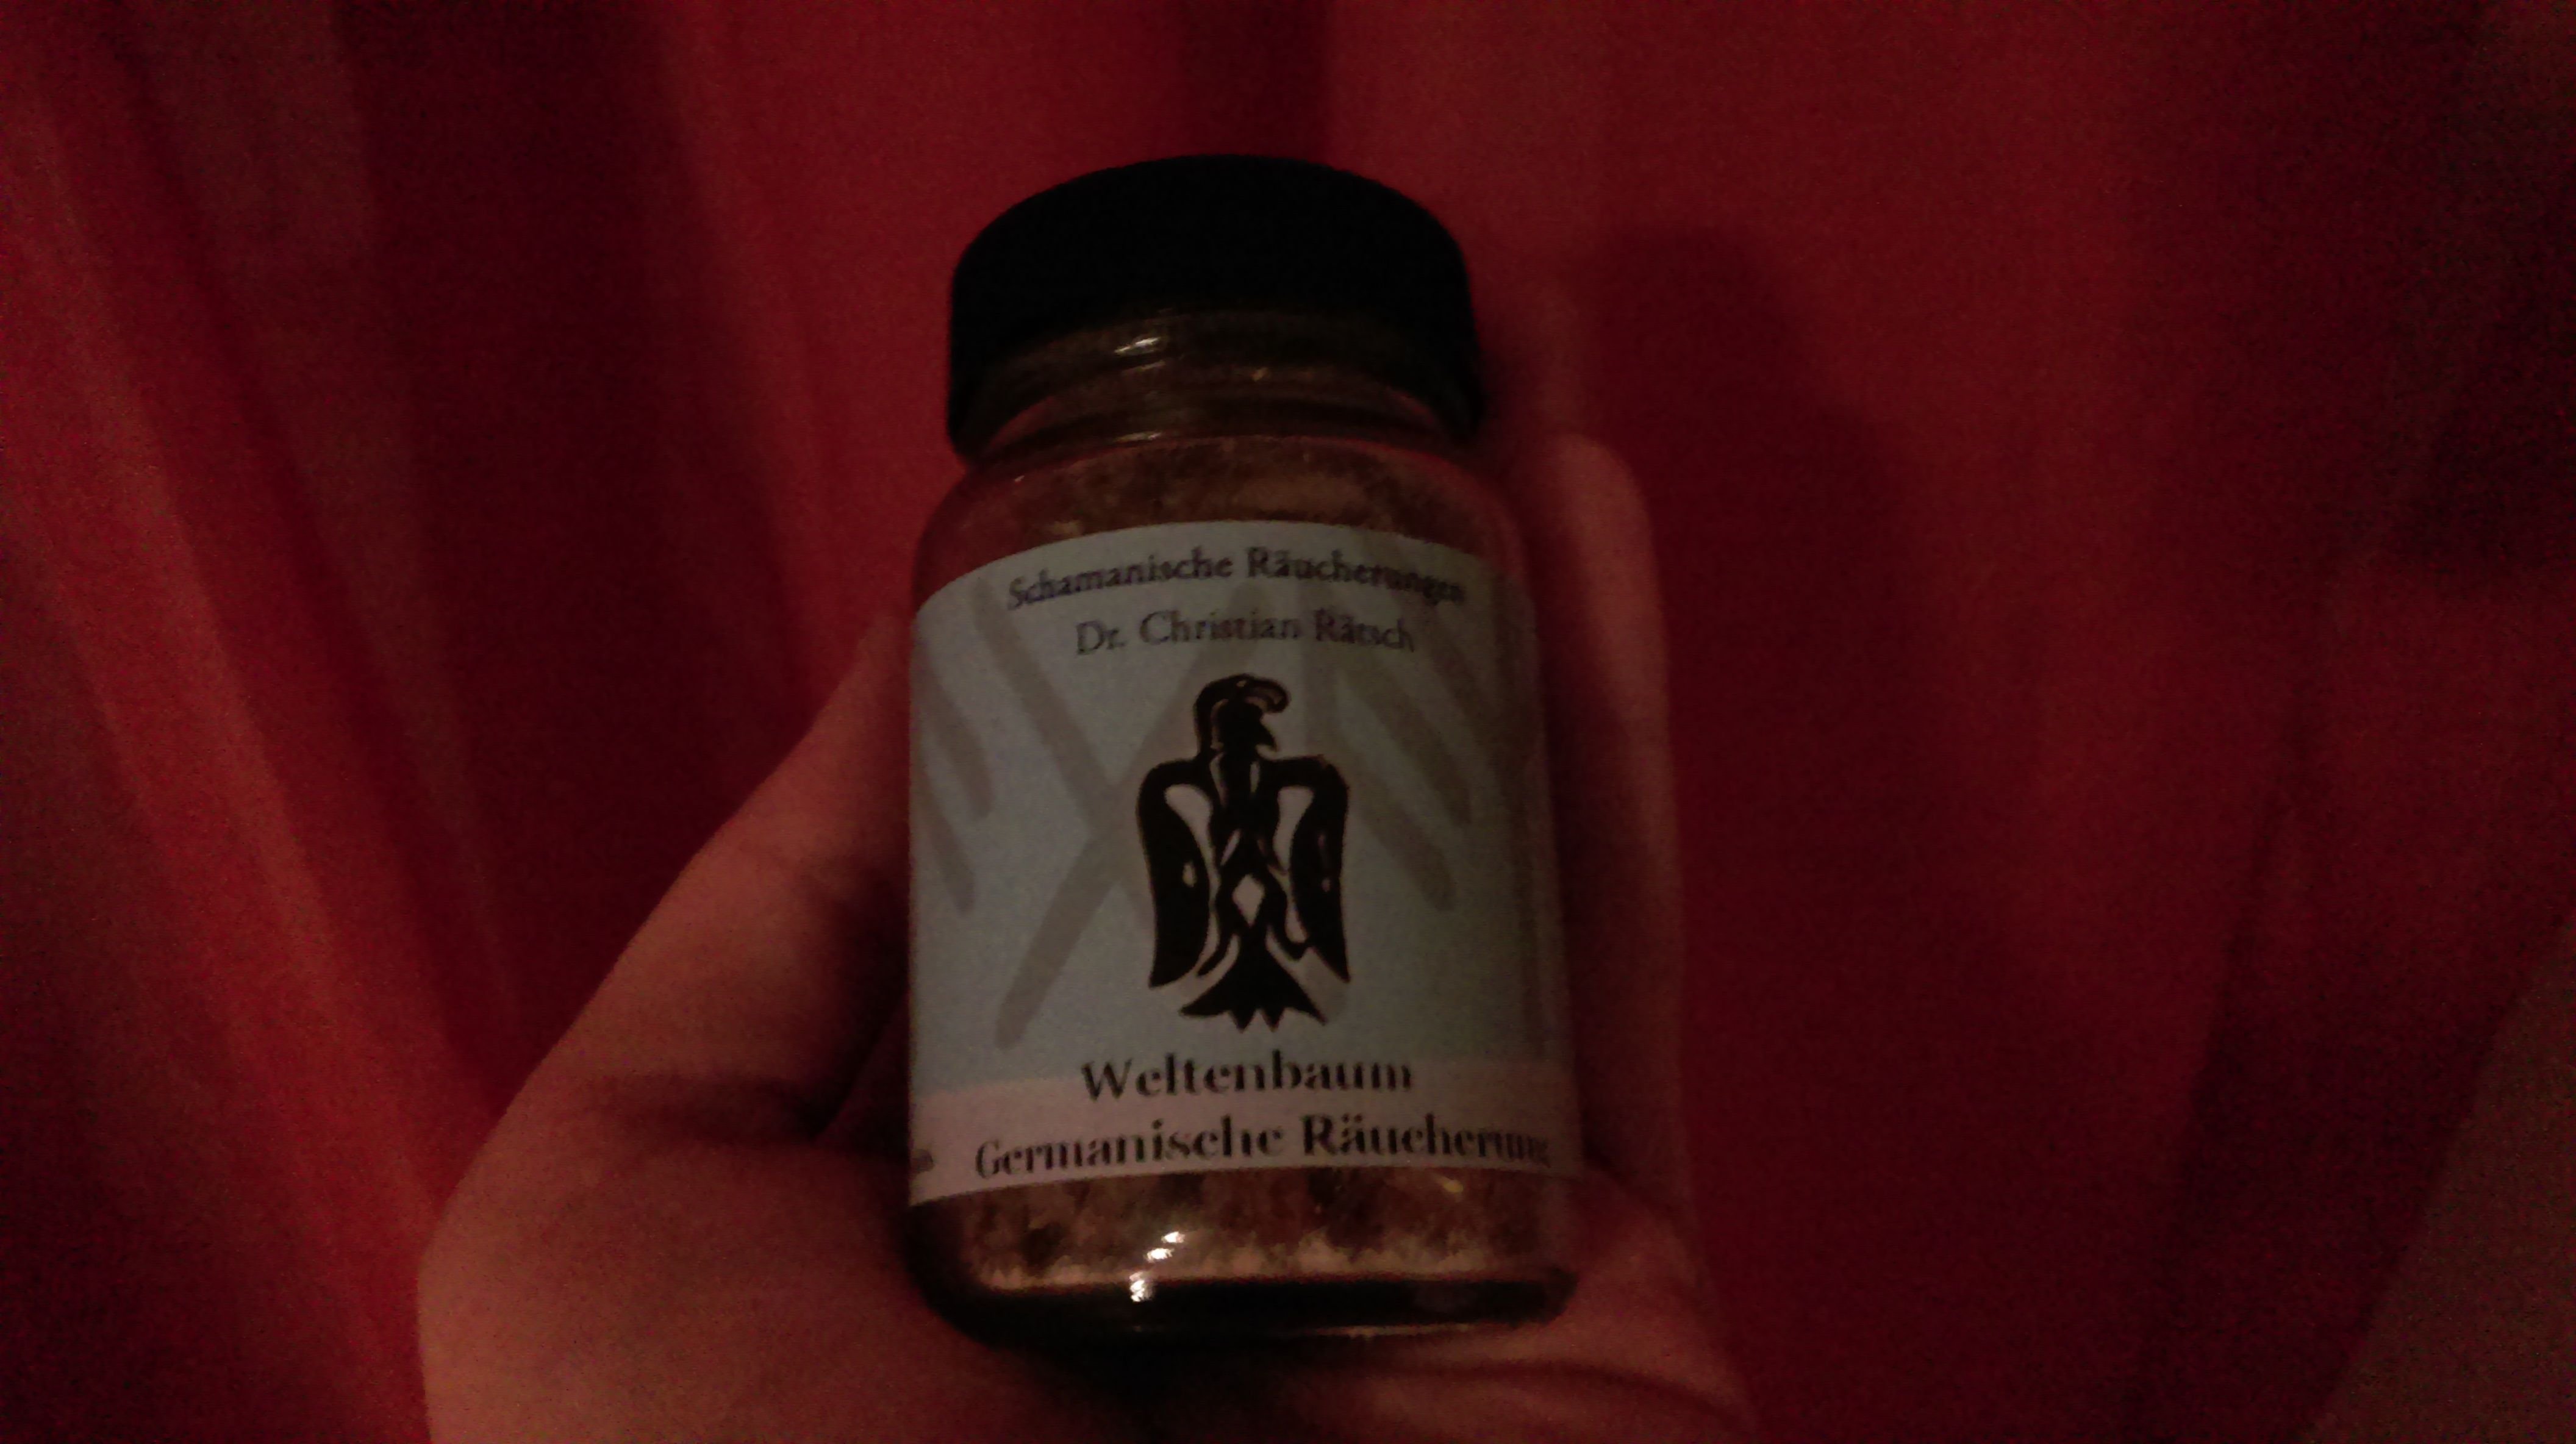 Schamanische Räucherungen
Dr. Christian Rätsch
Weltenbaum
Germanische Räucherung